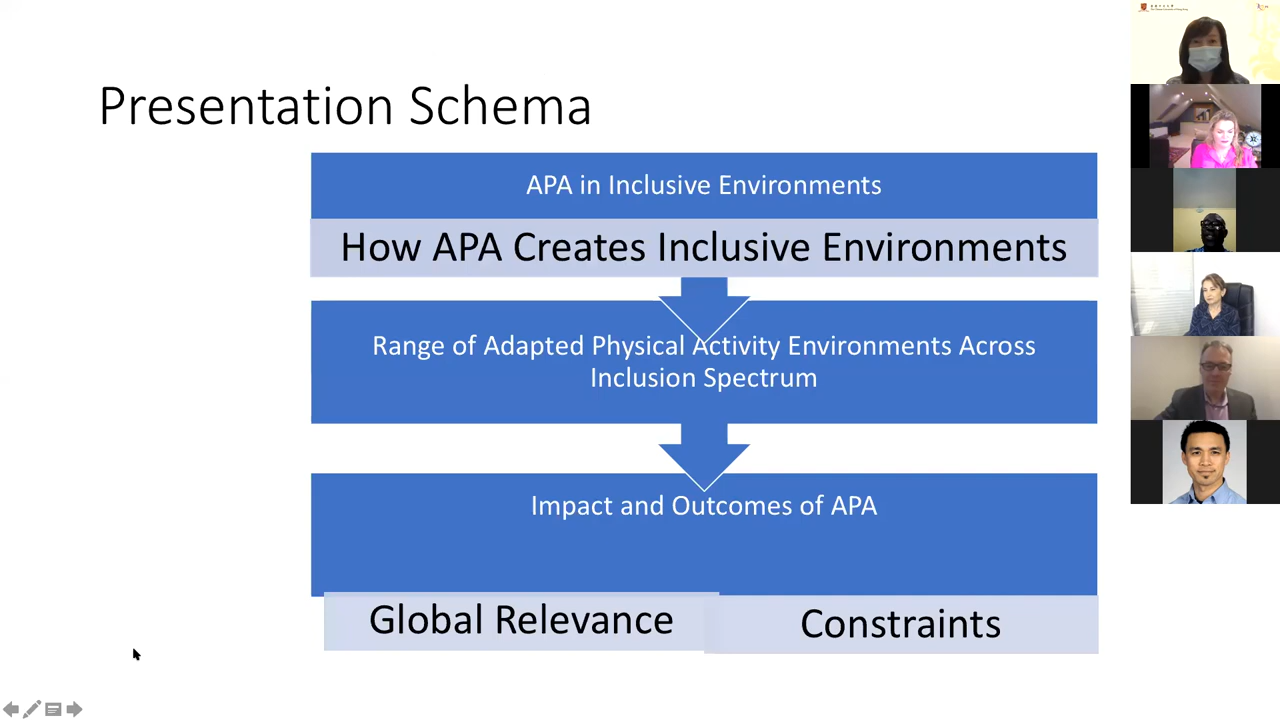 Presentation Schema
APA in Inclusive Environments
How APA Creates Inclusive Environments
Range of Adapted Physical Activity Environments Across
Inclusion Spectrum
Impact and Outcomes of APA
Global Relevance
Constraints